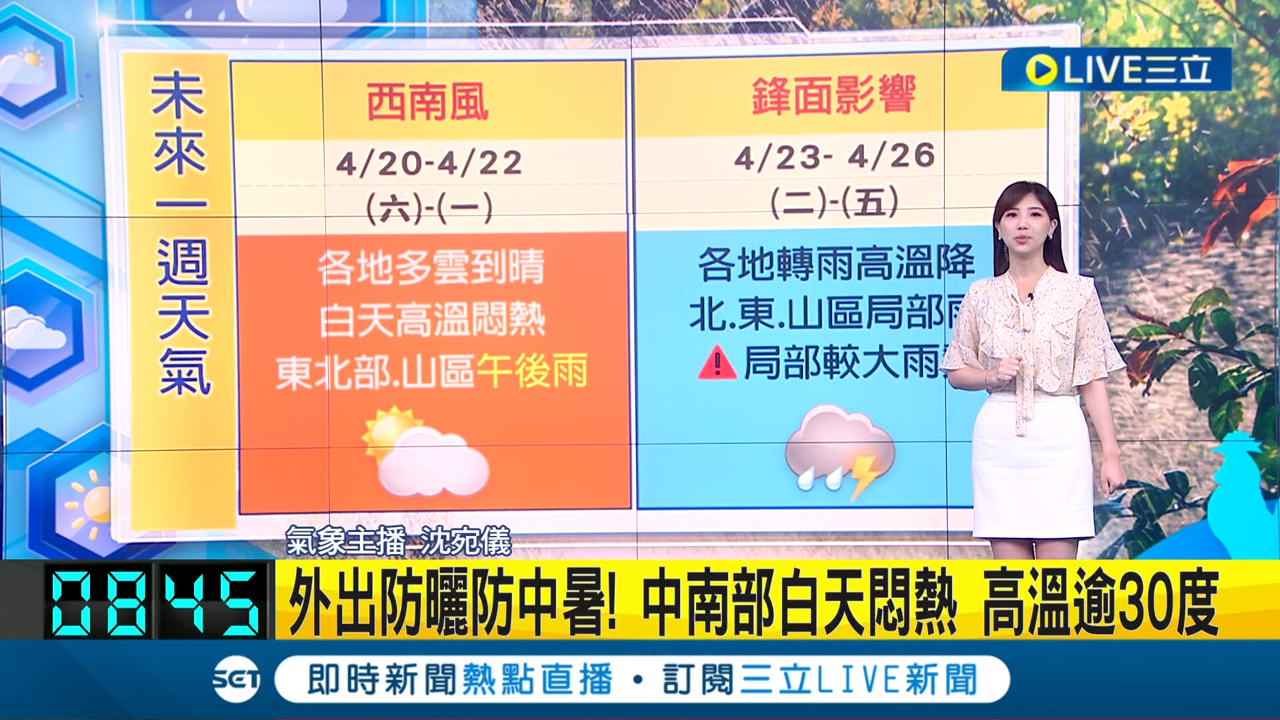 LIVE三立
未來一週天氣
西南風
4/20-4/22
(六)-(一)
各地多雲到晴
白天高溫悶熱
東北部.山區午後雨
鋒面影響
4/23- 4/26
(二)-(五)
各地轉雨高溫降
北.東.山區局部
局部較大雨
氣象主播 沈宛儀
08:45
外出防曬防中暑! 中南部白天悶熱 高溫逾30度
SET
即時新聞熱點直播・訂閱三立LIVE新聞